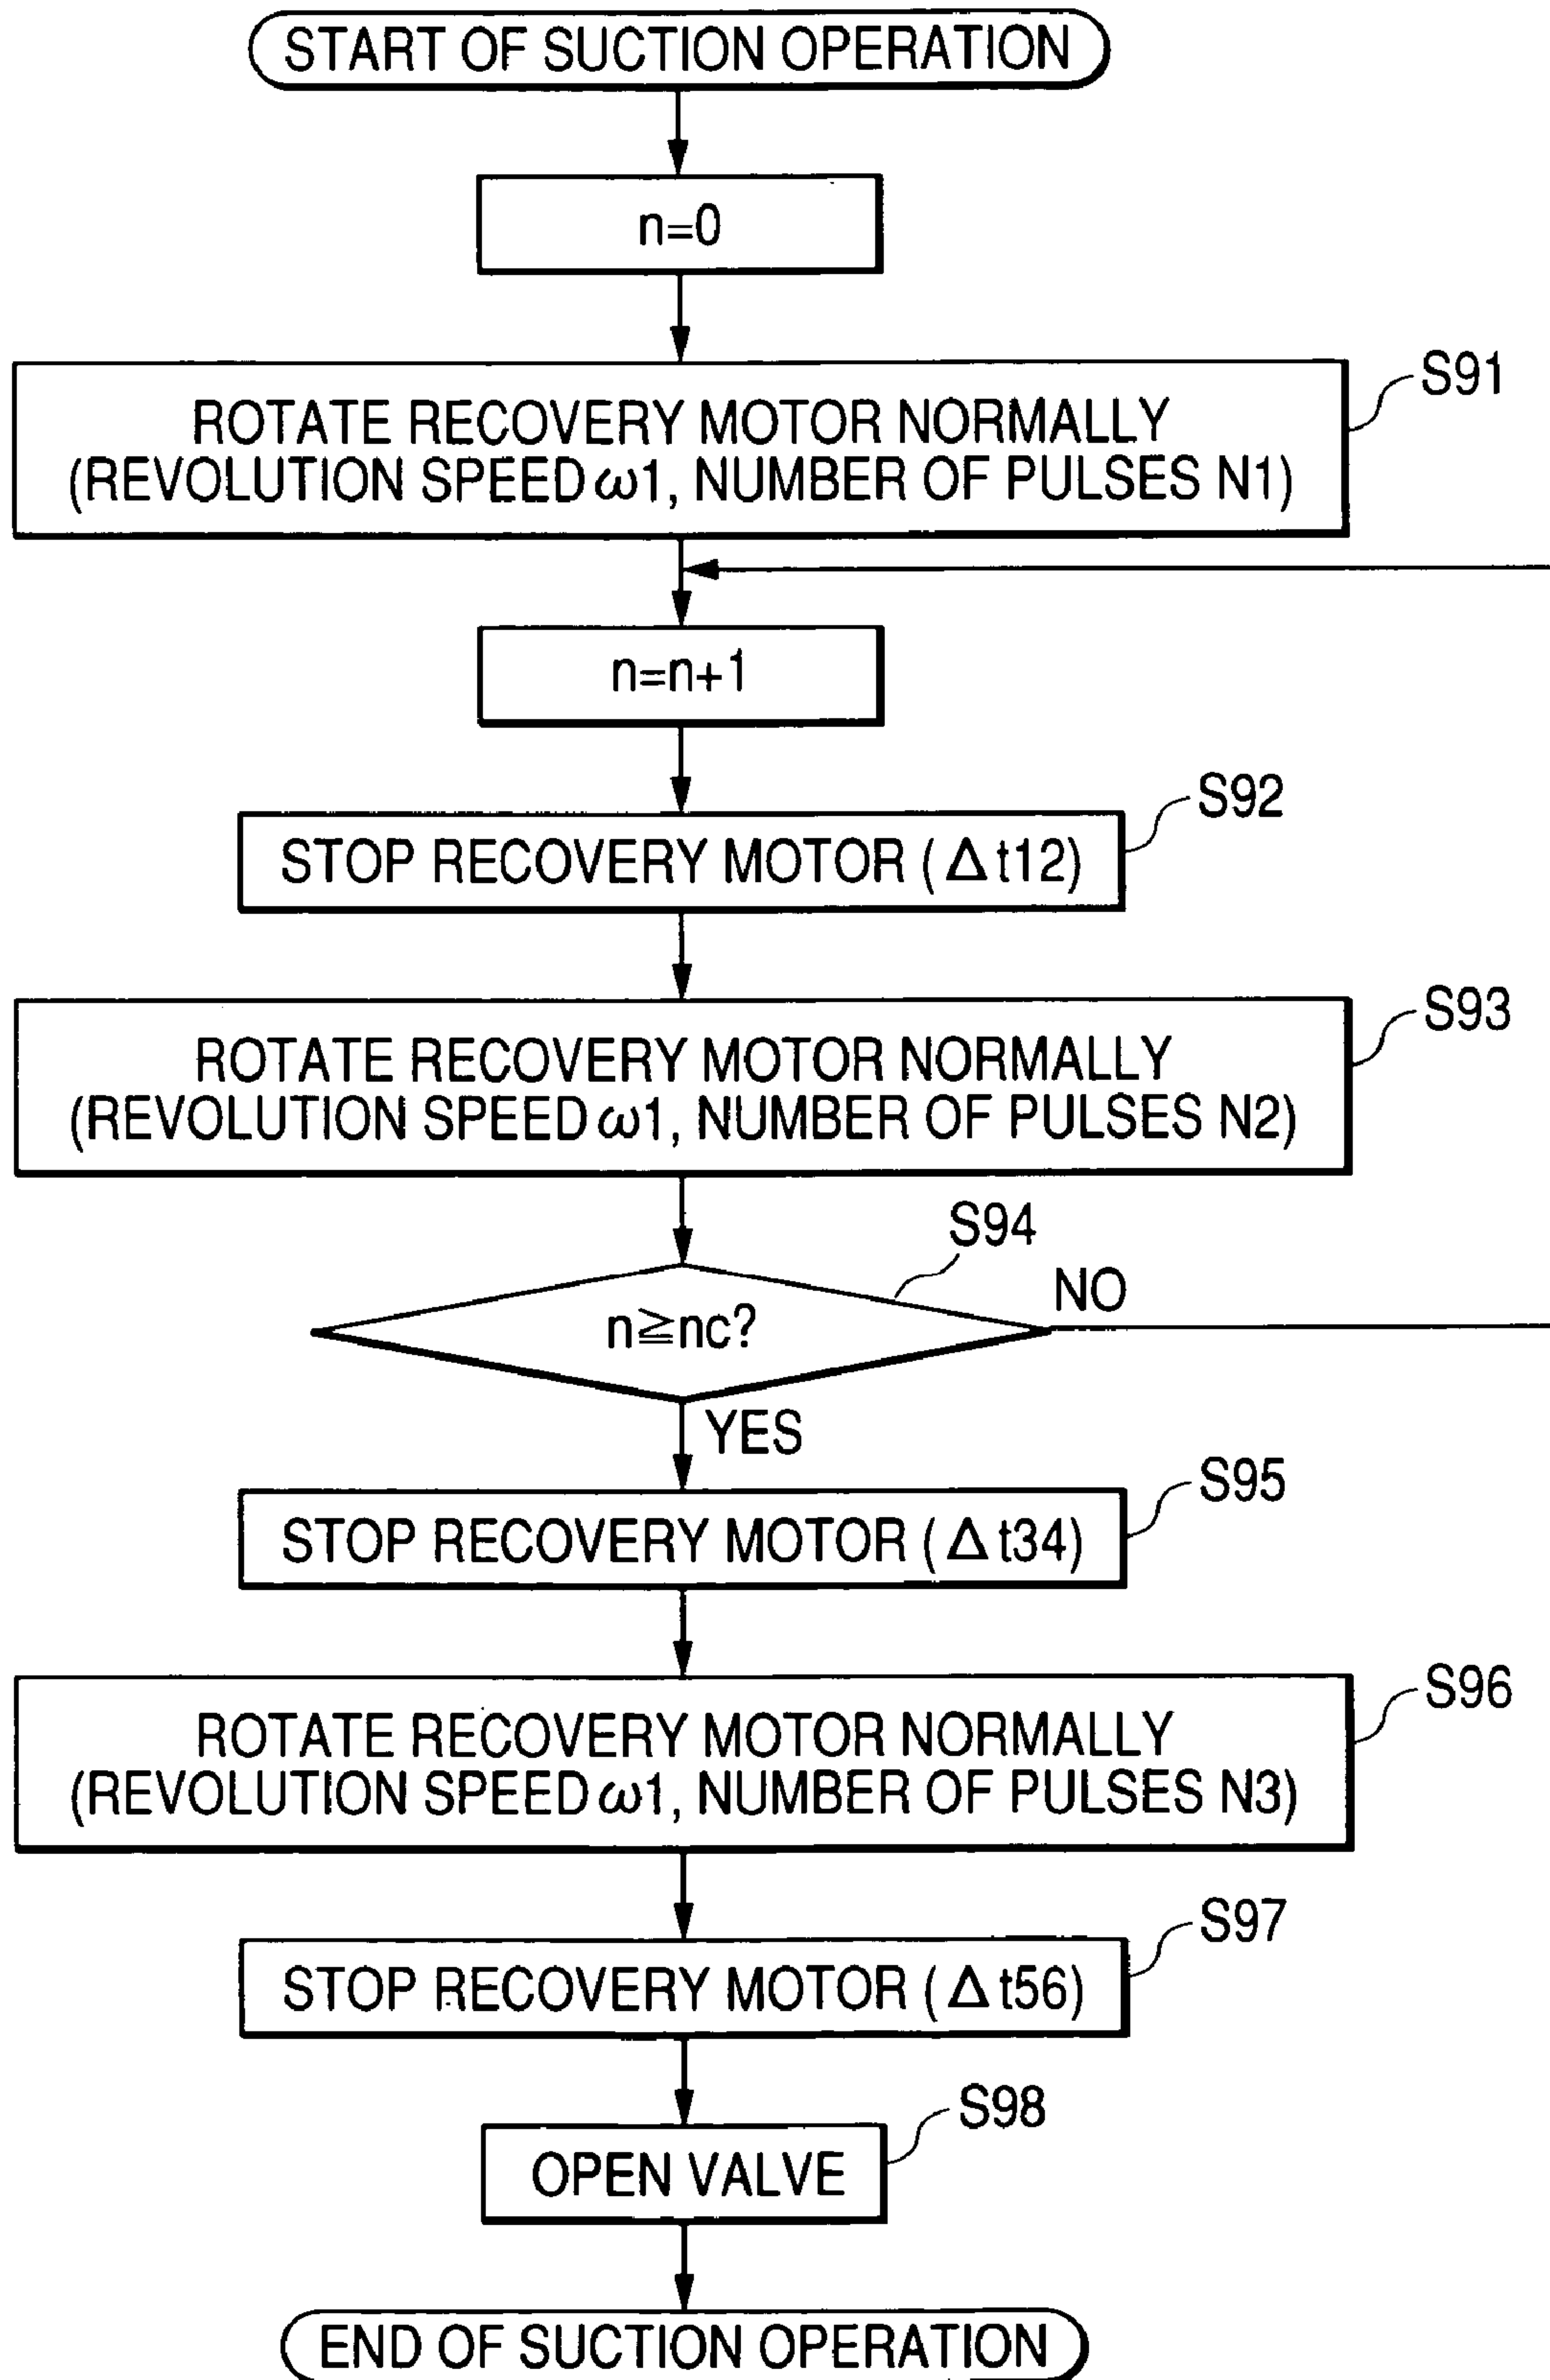 START OF SUCTION OPERATION
n=0
S91
ROTATE RECOVERY MOTOR NORMALLY
(REVOLUTION SPEED ω1, NUMBER OF PULSES N1)
n=n+1
S92
STOP RECOVERY MOTOR (Δt12)
S93
ROTATE RECOVERY MOTOR NORMALLY
(REVOLUTION SPEED ω1, NUMBER OF PULSES N2)
S94
NO
n≧nc?
YES
S95
STOP RECOVERY MOTOR (Δt34)
S96
ROTATE RECOVERY MOTOR NORMALLY
(REVOLUTION SPEED ω1, NUMBER OF PULSES N3)
S97
STOP RECOVERY MOTOR (Δt56)
S98
OPEN VALVE
END OF SUCTION OPERATION